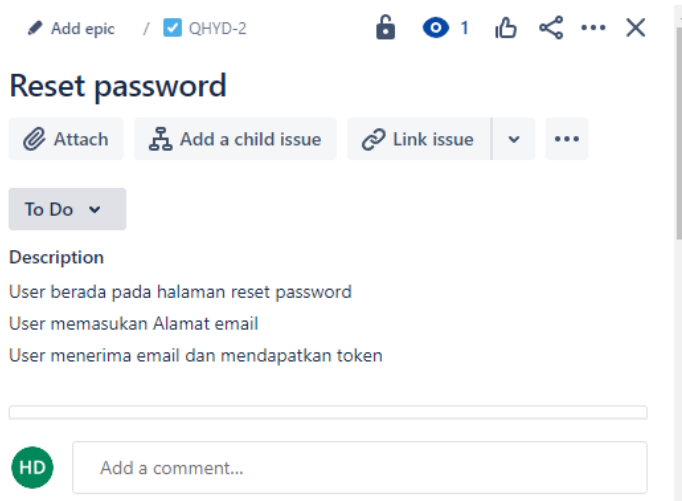 Add epic / QHYD-2 1
Reset password
Attach Add a child issue Link issue
To Do
Description
User berada pada halaman reset password
User memasukan Alamat email
User menerima email dan mendapatkan token
HD Add a comment...